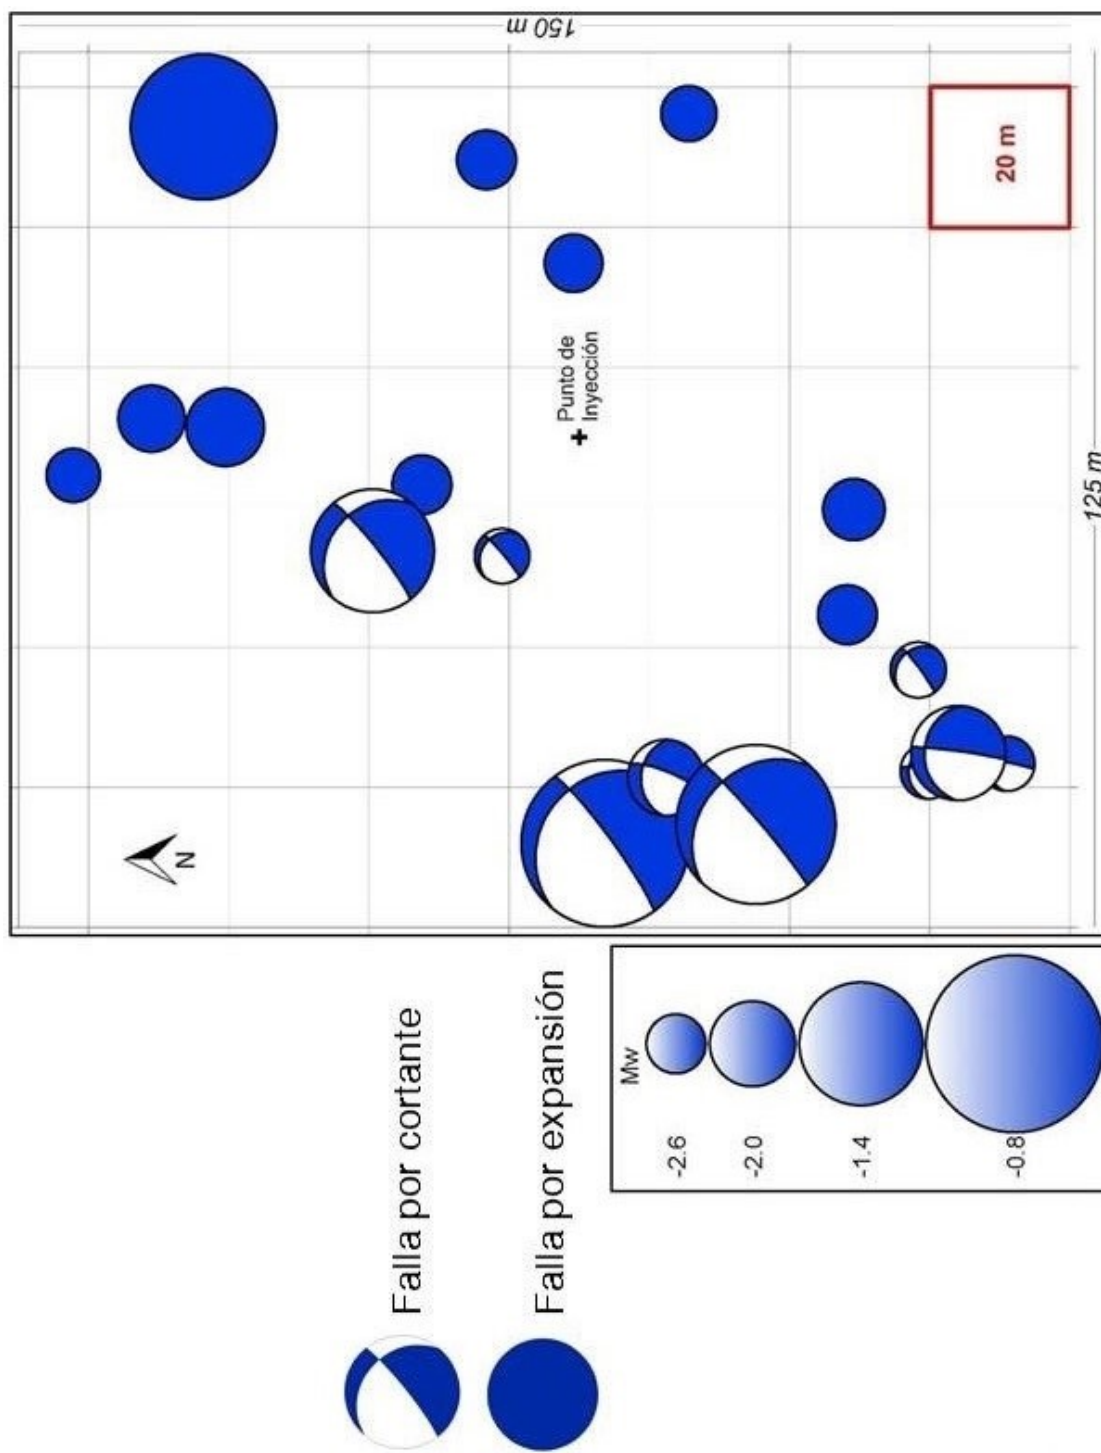 150 m
20 m
Punto de
Inyección
125 m
N
Falla por cortante
Falla por expansión
Mw
-2.6
-2.0
-1.4
-0.8